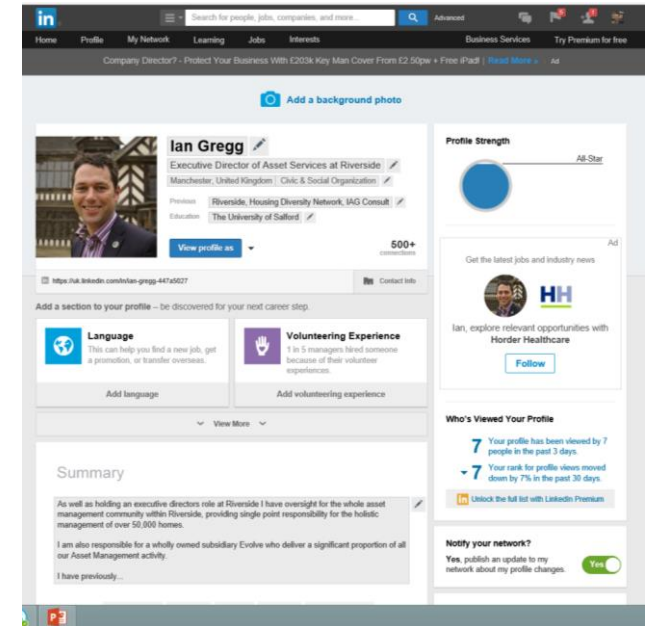 in
Search for people, jobs, companies, and more...
Advanced
Home Profile My Network Learning Jobs Interests Business Services Try Premium for free
Company Director? - Protect Your Business With £203k Key Man Cover From £2.50pw + Free iPad! | Read More » Ad
Add a background photo
Ian Gregg
Executive Director of Asset Services at Riverside
Manchester, United Kingdom | Civic & Social Organization
Previous Riverside, Housing Diversity Network, IAG Consult
Education The University of Salford
View profile as
500+
connections
https://uk.linkedin.com/in/ian-gregg-447a5027
Contact Info
Add a section to your profile – be discovered for your next career step.
Language
This can help you find a new job, get
a promotion, or transfer overseas.
Add language
Volunteering Experience
1 in 5 managers hired someone
because of their volunteer
experiences.
Add volunteering experience
View More
Summary
As well as holding an executive directors role at Riverside I have oversight for the whole asset
management community within Riverside, providing single point responsibility for the holistic
management of over 50,000 homes.
I am also responsible for a wholly owned subsidiary Evolve who deliver a significant proportion of all
our Asset Management activity.
I have previously...
Profile Strength
All-Star
Ad
Get the latest jobs and industry news
HH
Ian, explore relevant opportunities with
Horder Healthcare
Follow
Who's Viewed Your Profile
7 Your profile has been viewed by 7
people in the past 3 days.
7 Your rank for profile views moved
down by 7% in the past 30 days.
in Unlock the full list with LinkedIn Premium
Notify your network?
Yes, publish an update to my
network about my profile changes.
Yes